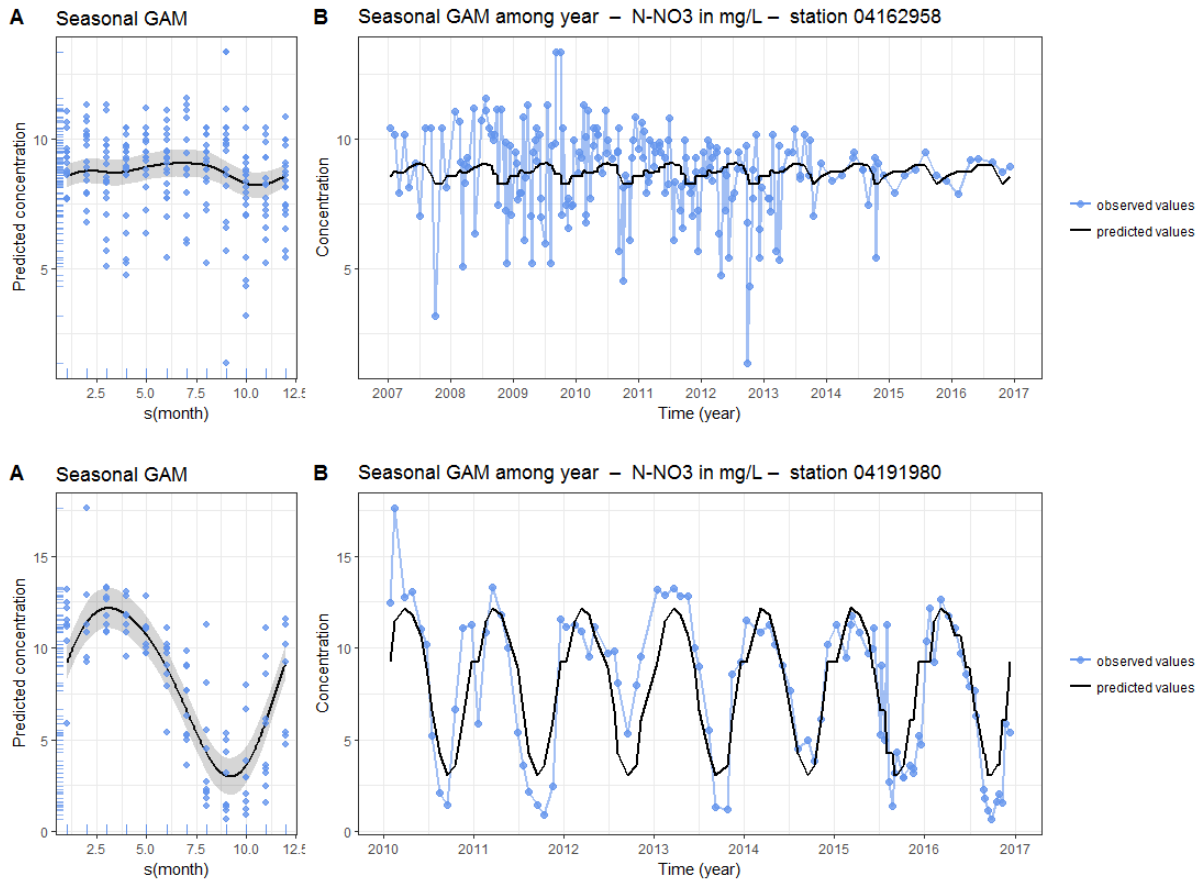 A Seasonal GAM
B Seasonal GAM among year – N-NO3 in mg/L – station 04162958
Predicted concentration
10
5
2.5 5.0 7.5 10.0 12.5
s(month)
Concentration
10
5
2007 2008 2009 2010 2011 2012 2013 2014 2015 2016 2017
Time (year)
observed values
predicted values
A Seasonal GAM
B Seasonal GAM among year – N-NO3 in mg/L – station 04191980
Predicted concentration
15
10
5
0
2.5 5.0 7.5 10.0 12.5
s(month)
Concentration
15
10
5
0
2010 2011 2012 2013 2014 2015 2016 2017
Time (year)
observed values
predicted values